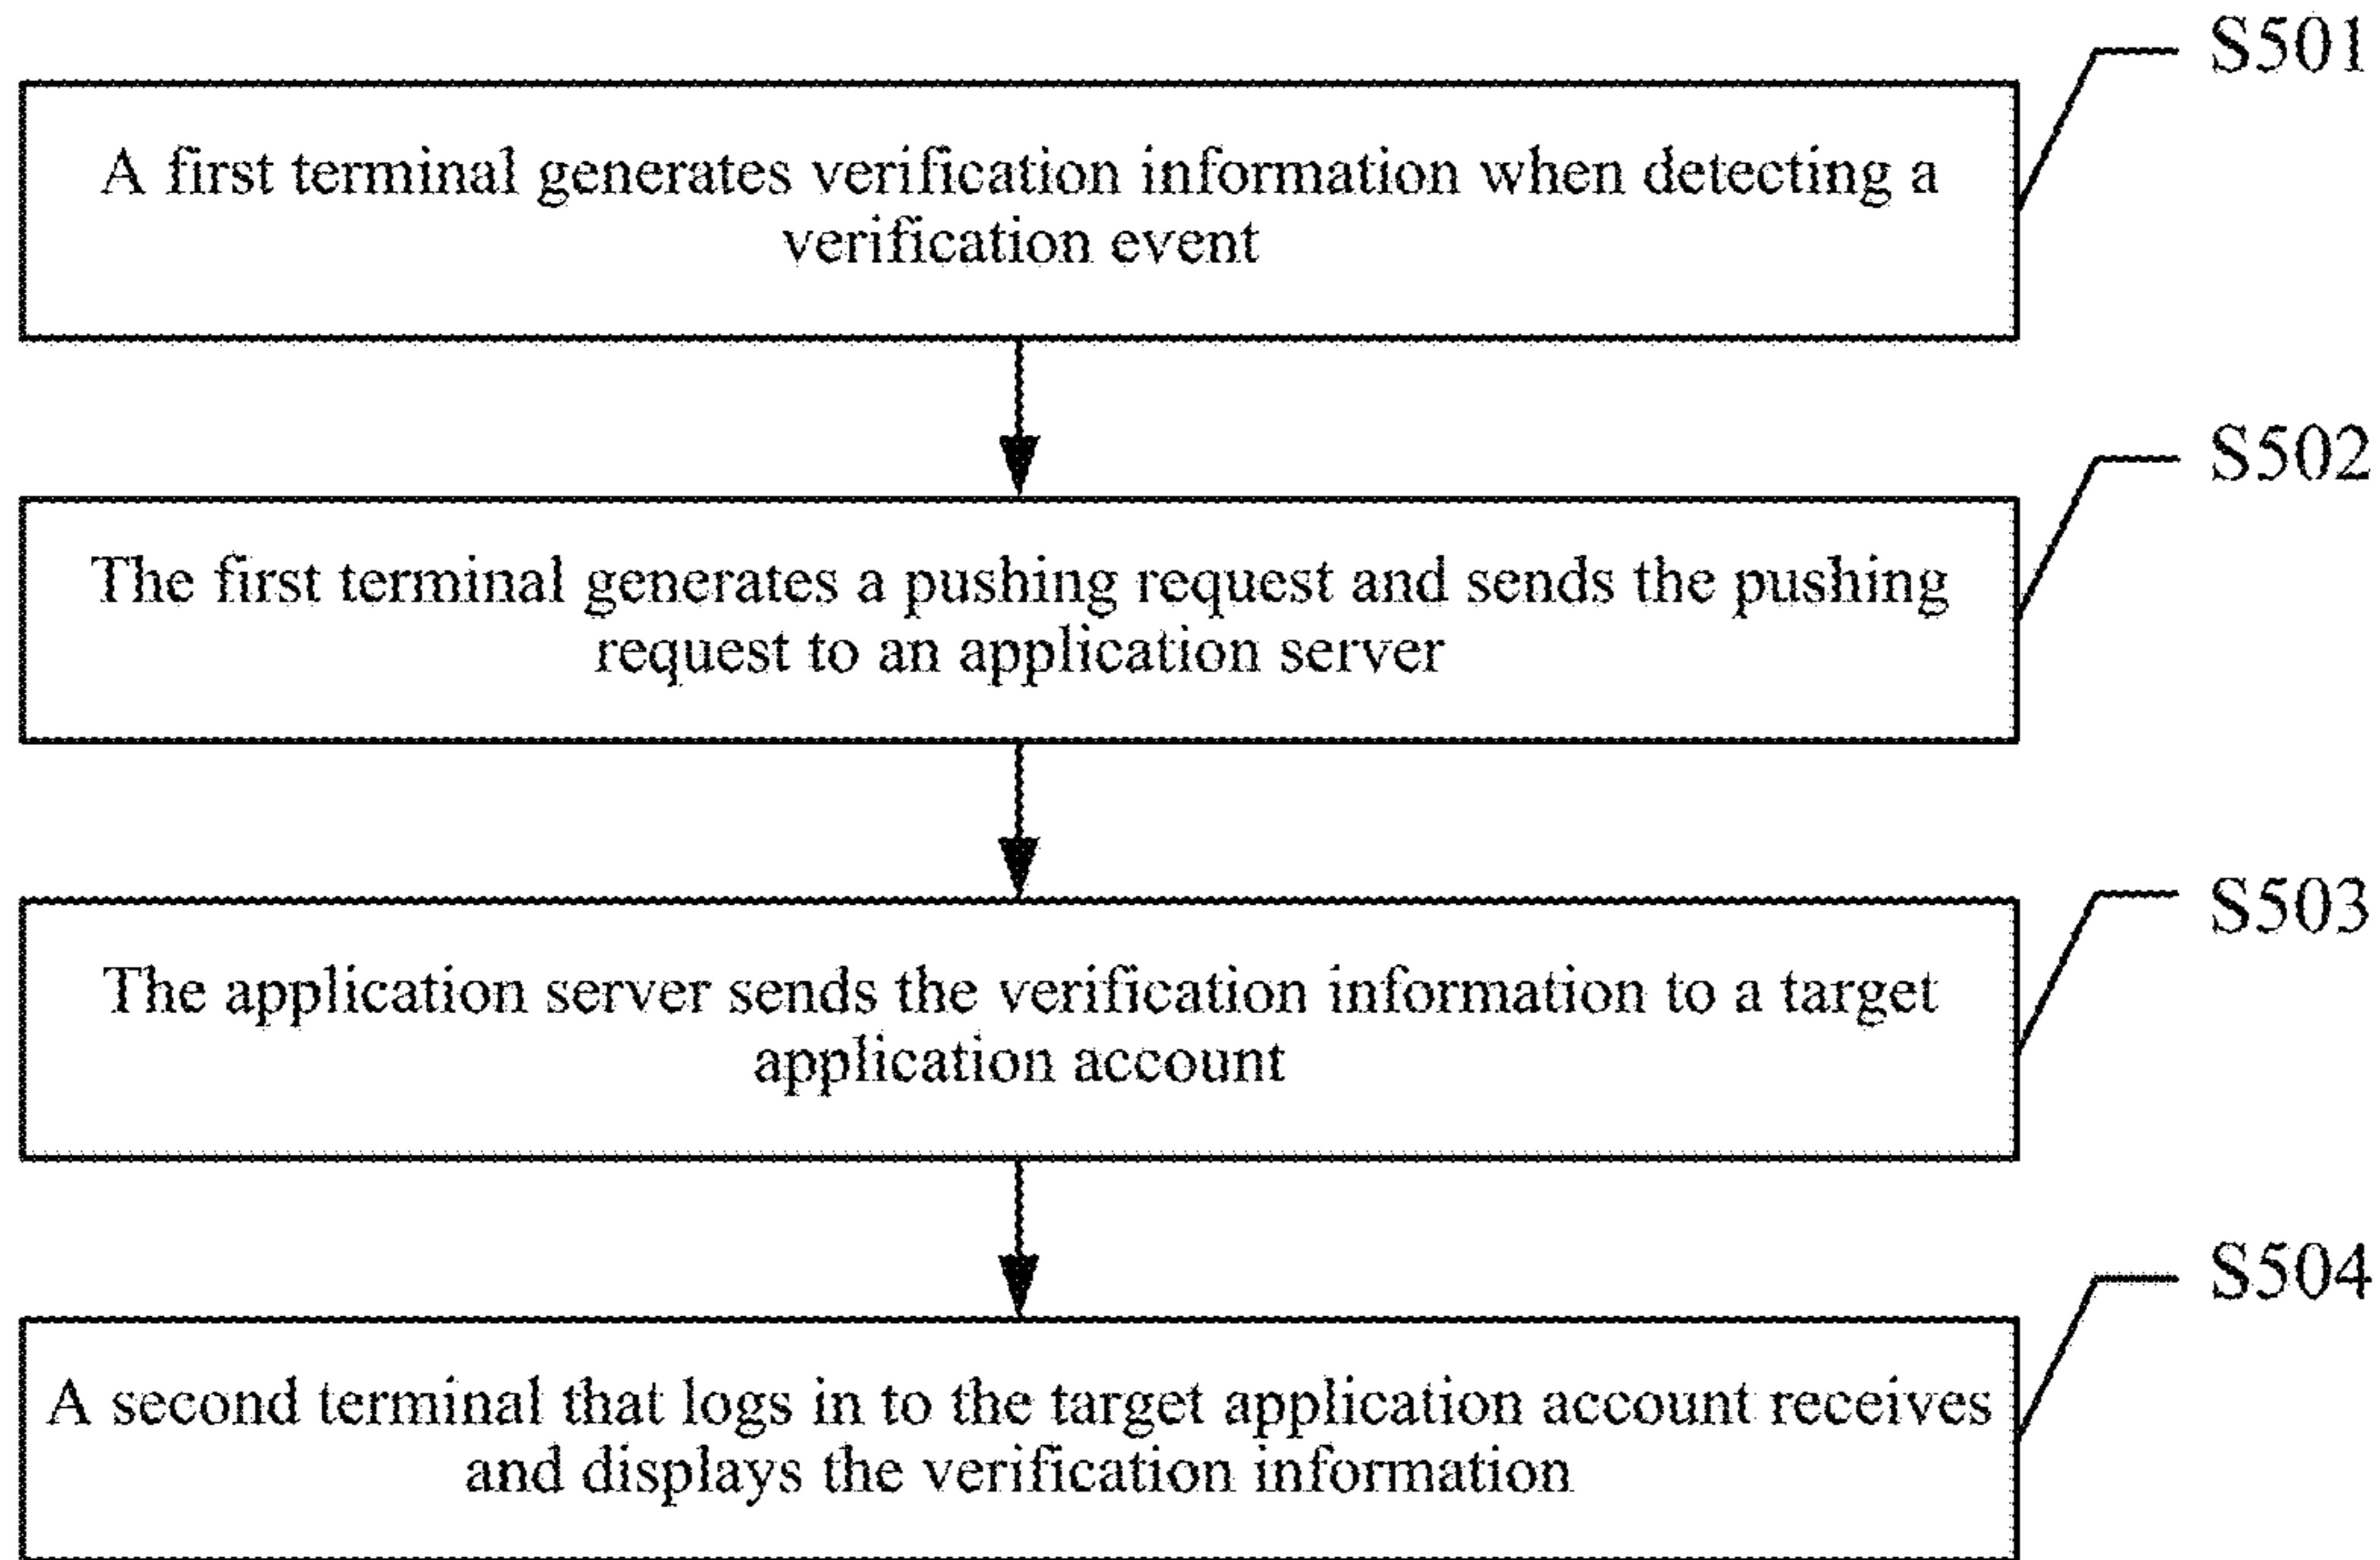 S501
A first terminal generates verification information when detecting a
verification event
S502
The first terminal generates a pushing request and sends the pushing
request to an application server
S503
The application server sends the verification information to a target
application account
S504
A second terminal that logs in to the target application account receives
and displays the verification information